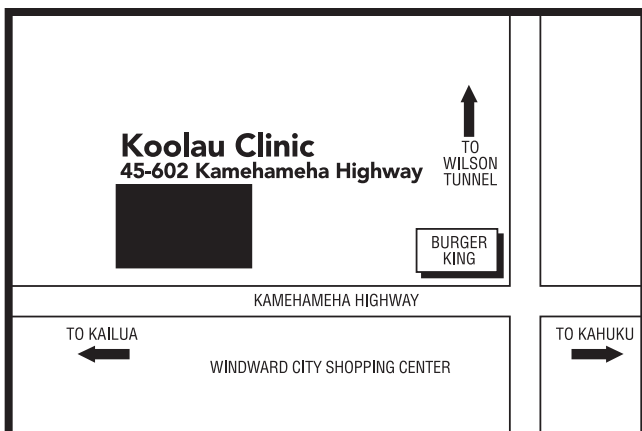 Koolau Clinic
45-602 Kamehameha Highway
TO
WILSON
TUNNEL
BURGER
KING
KAMEHAMEHA HIGHWAY
TO KAILUA
TO KAHUKU
WINDWARD CITY SHOPPING CENTER